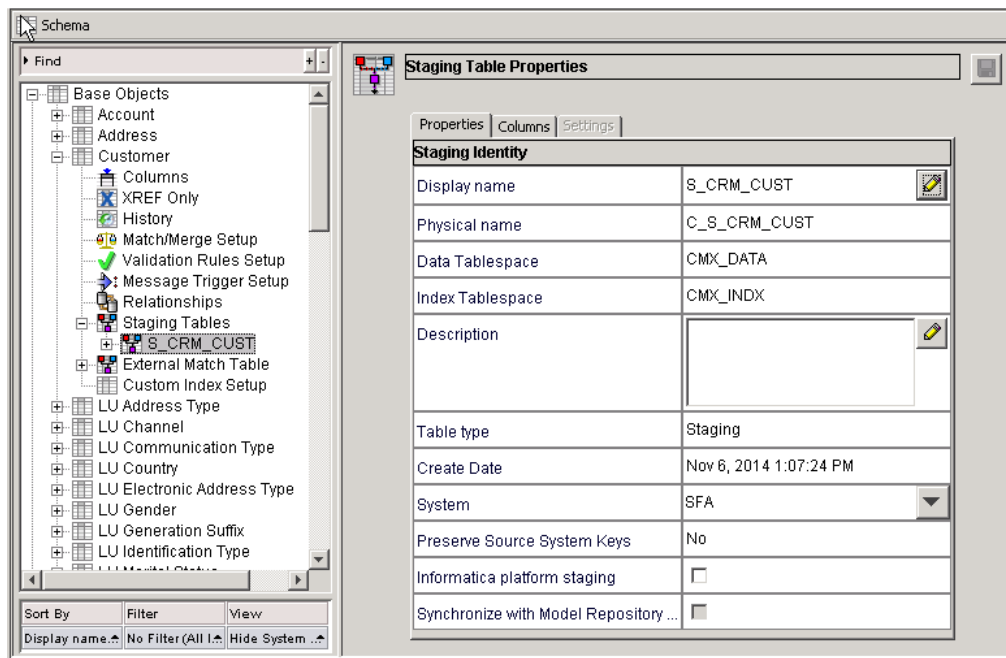 Schema
Find
+ -
Base Objects
Account
Address
Customer
Columns
XREF Only
History
Match/Merge Setup
Validation Rules Setup
Message Trigger Setup
Relationships
Staging Tables
S_CRM_CUST
External Match Table
Custom Index Setup
LU Address Type
LU Channel
LU Communication Type
LU Country
LU Electronic Address Type
LU Gender
LU Generation Suffix
LU Identification Type
LU Marital Status
Sort By Filter View
Display name... No Filter (All I... Hide System ...
Staging Table Properties
Properties Columns Settings
Staging Identity
Display name S_CRM_CUST
Physical name C_S_CRM_CUST
Data Tablespace CMX_DATA
Index Tablespace CMX_INDX
Description
Table type Staging
Create Date Nov 6, 2014 1:07:24 PM
System SFA
Preserve Source System Keys No
Informatica platform staging
Synchronize with Model Repository ...